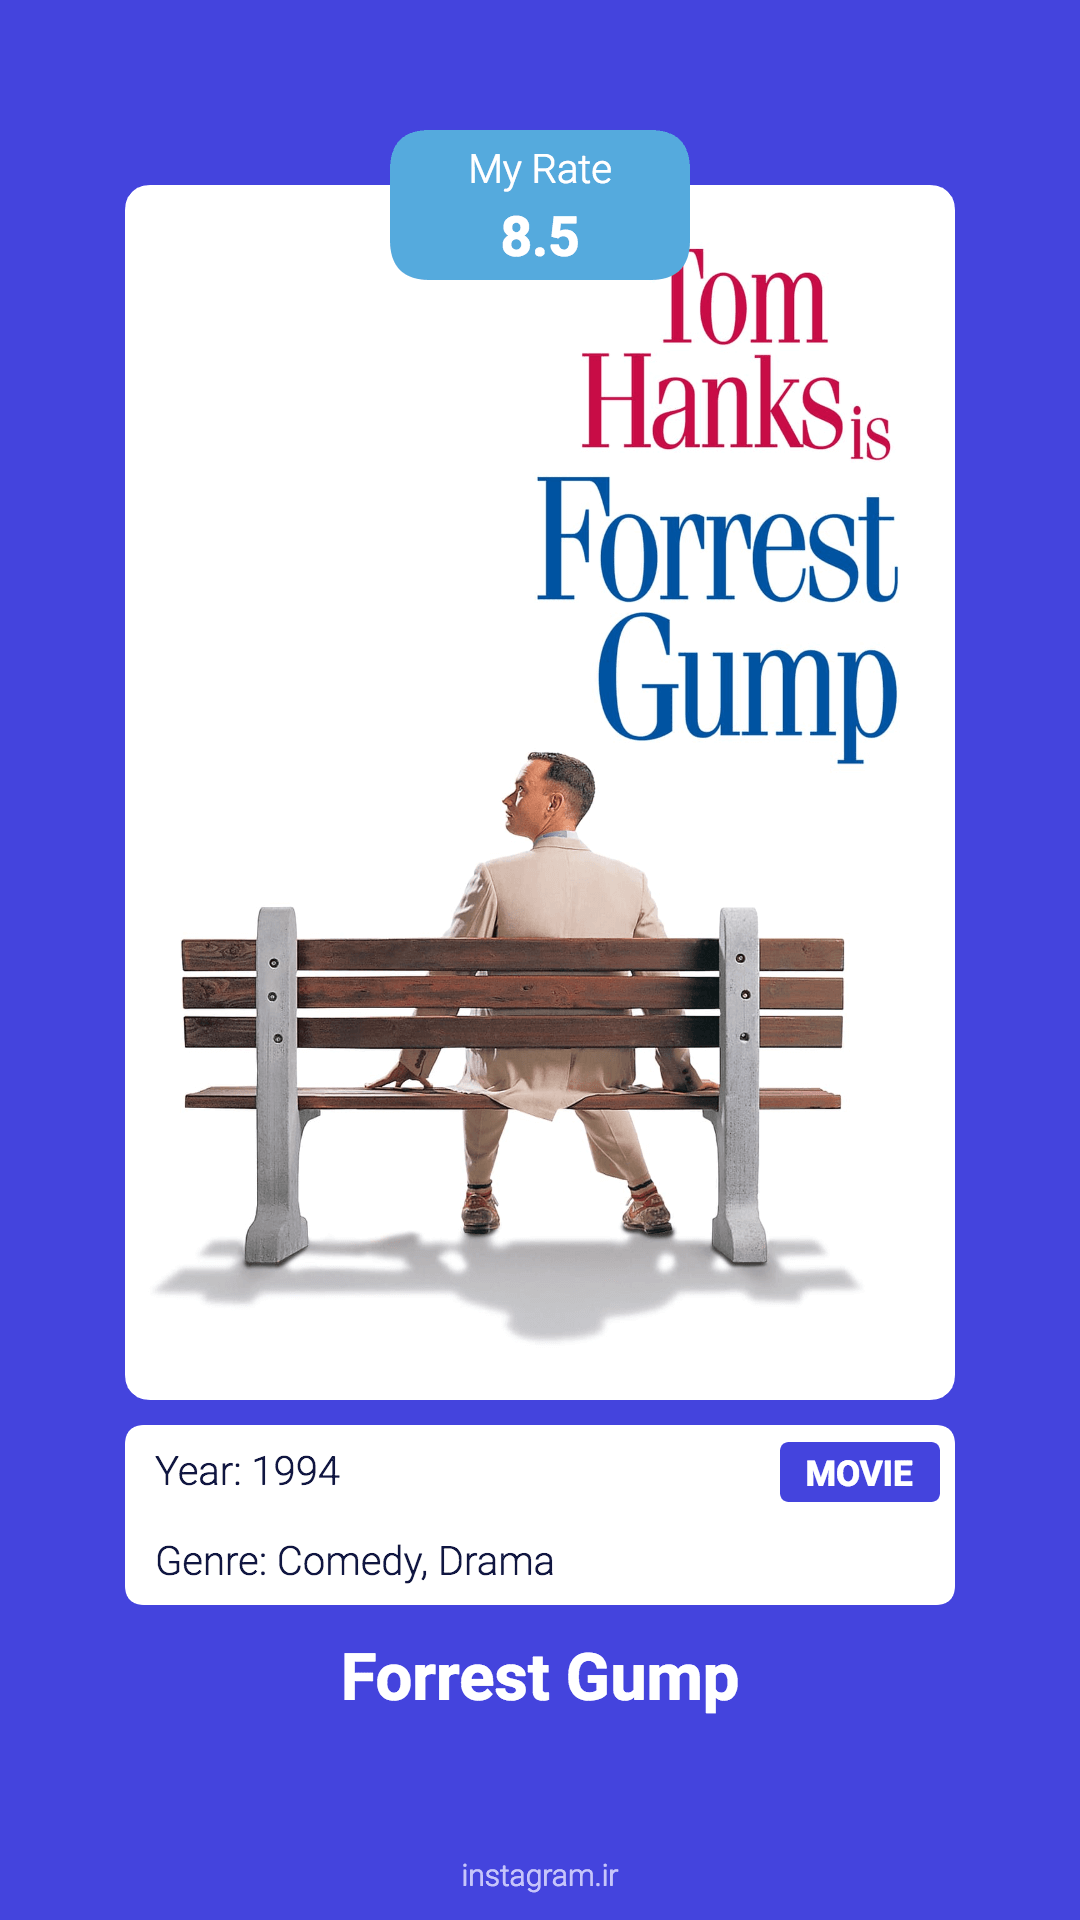 My Rate
8.5
Tom
Hanks is
Forrest
Gump
Year: 1994
MOVIE
Genre: Comedy, Drama
Forrest Gump
instagram.ir